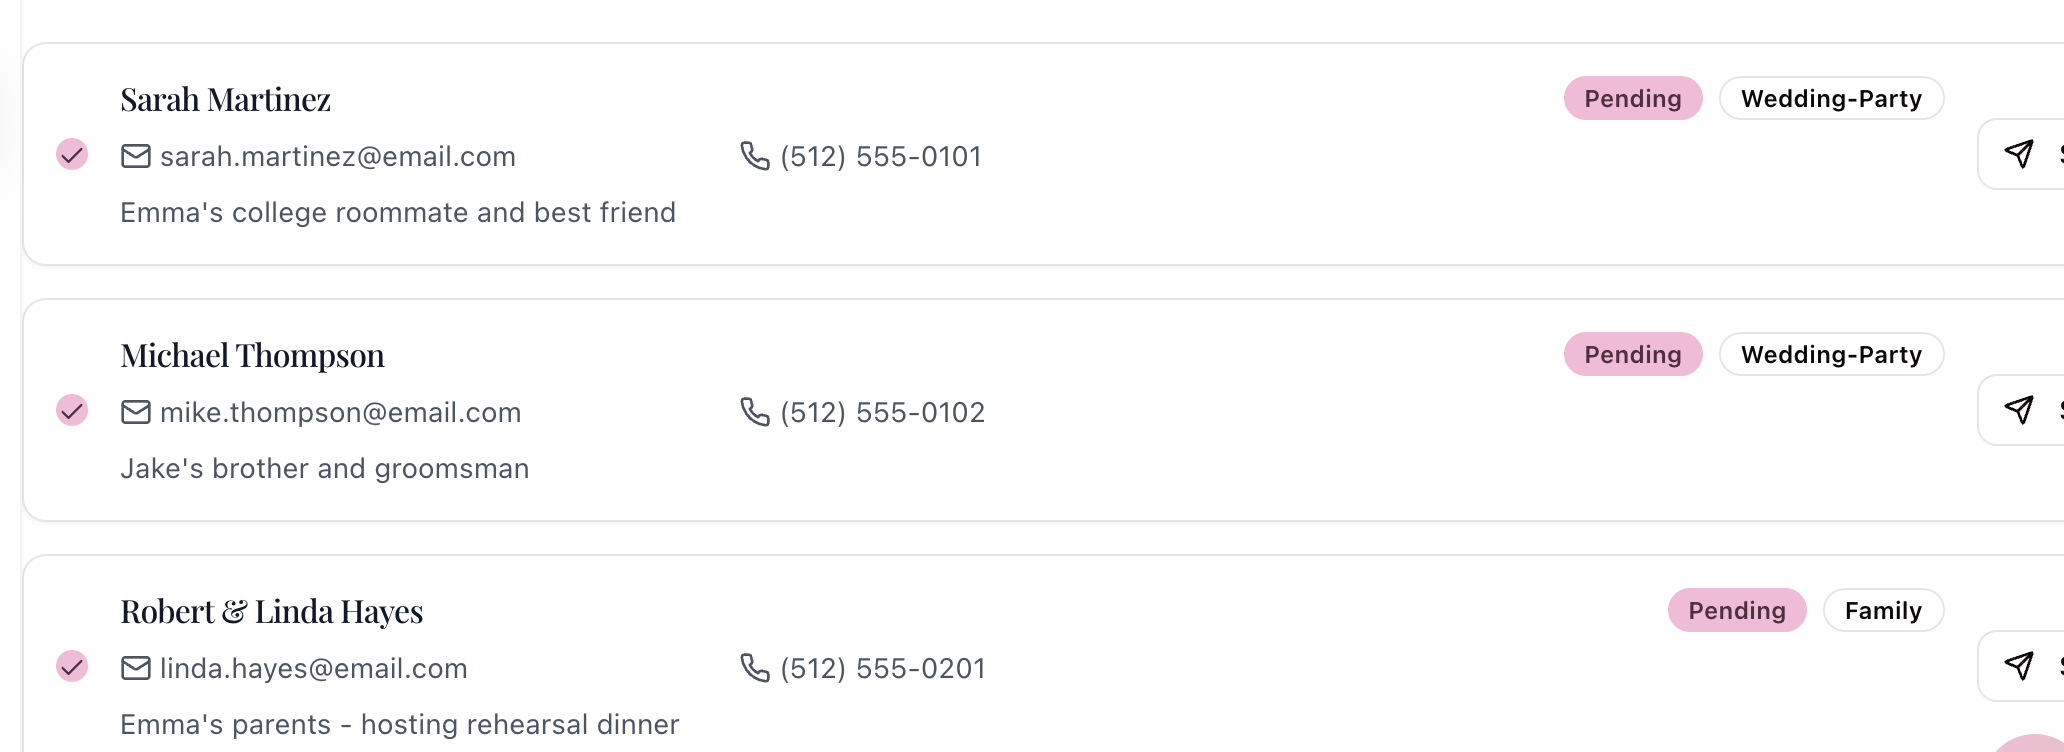 Sarah Martinez
Pending
Wedding-Party
sarah.martinez@email.com
(512) 555-0101
Emma's college roommate and best friend
Michael Thompson
Pending
Wedding-Party
mike.thompson@email.com
(512) 555-0102
Jake's brother and groomsman
Robert & Linda Hayes
Pending
Family
linda.hayes@email.com
(512) 555-0201
Emma's parents - hosting rehearsal dinner